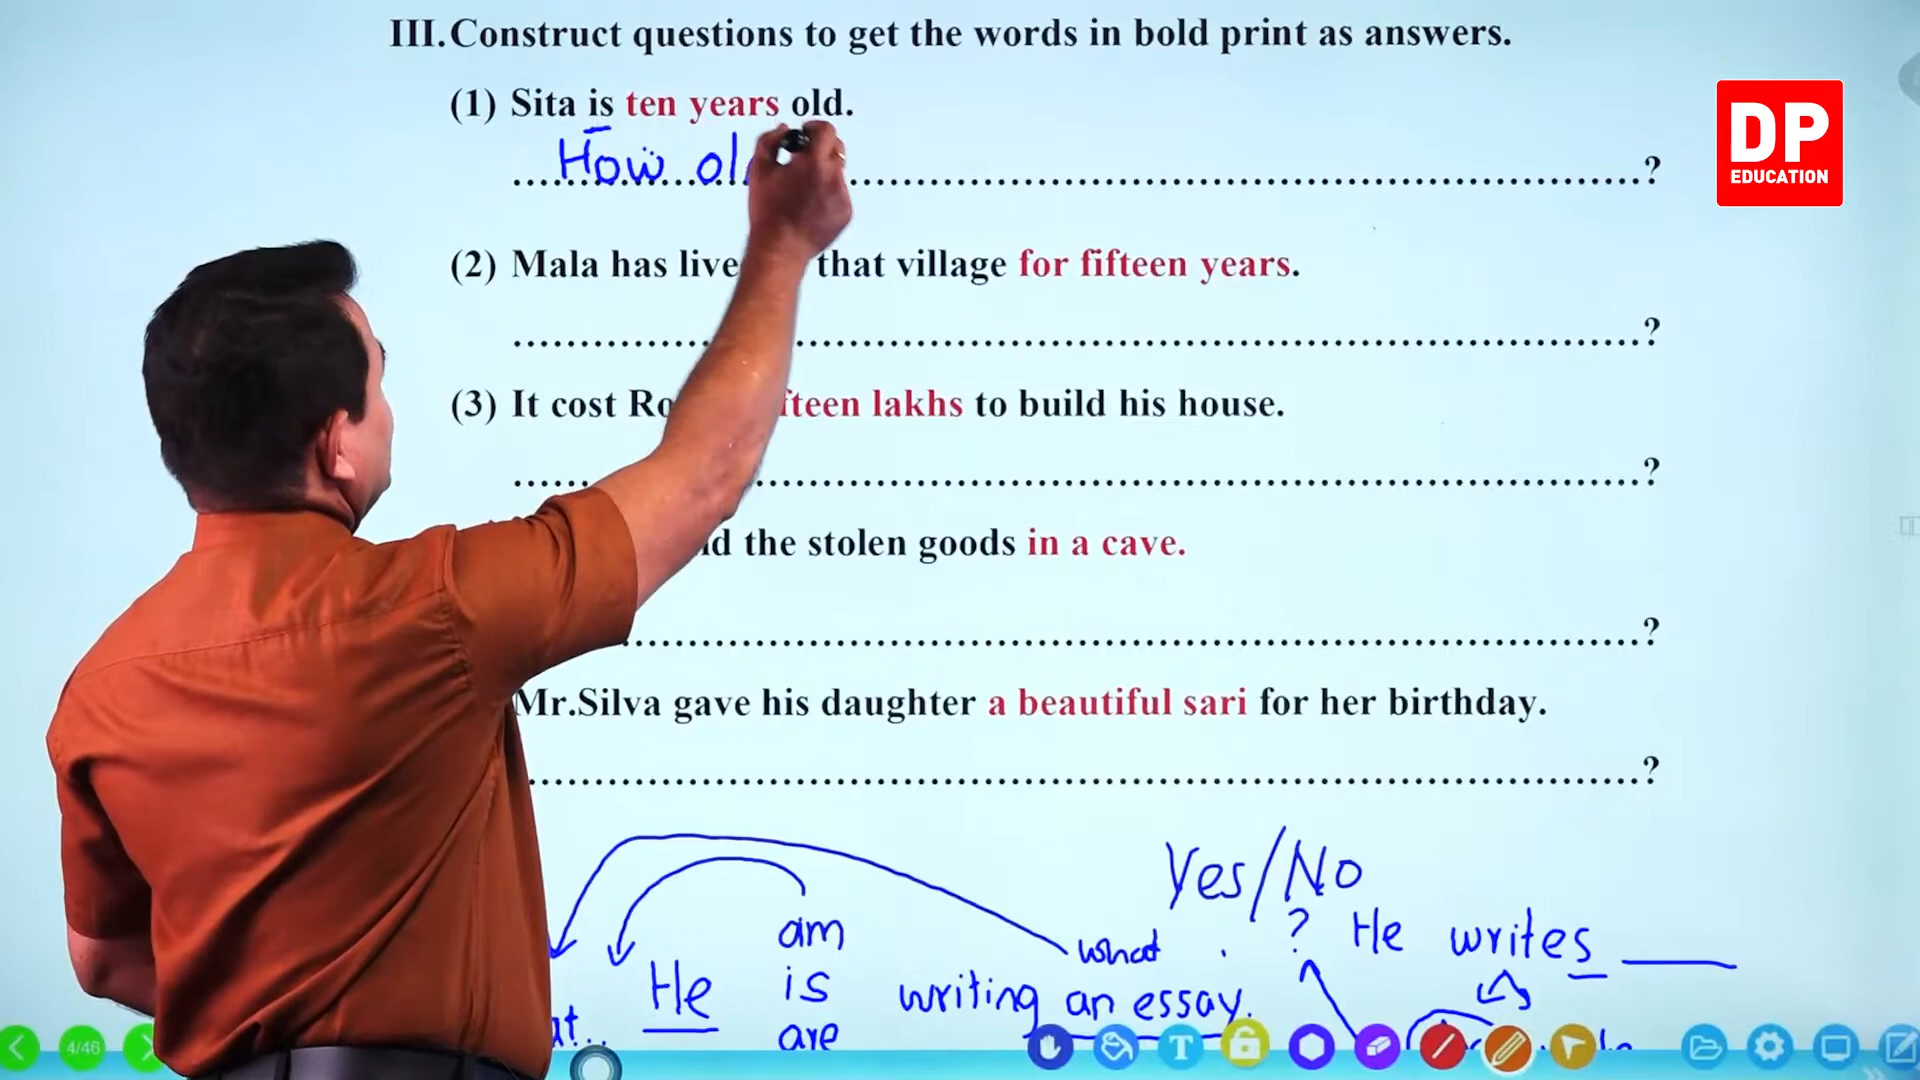 III. Construct questions to get the words in bold print as answers.
DP
EDUCATION
(1) Sita is ten years old.
How ol
?
(2) Mala has live that village for fifteen years.
?
(3) It cost to build his house. lakhs
?
the stolen goods in a cave.
?
Mr.Silva gave his daughter a beautiful sari for her birthday.
?
Yes/No
am what . ? He writes
He is writing an essay.
are
4/46
T